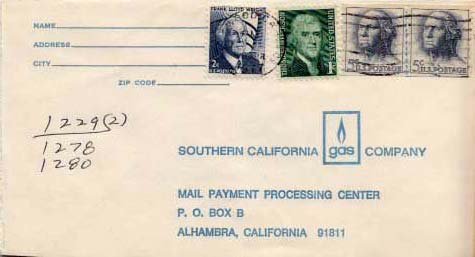 NAME
ADDRESS
CITY
ZIP CODE
FRANK LLOYD WRIGHT
2¢
UNITED STATES
5¢
U.S. POSTAGE
5¢
U.S. POSTAGE
1229(2)
1278
1280
SOUTHERN CALIFORNIA gas COMPANY
MAIL PAYMENT PROCESSING CENTER
P. O. BOX B
ALHAMBRA, CALIFORNIA 91811